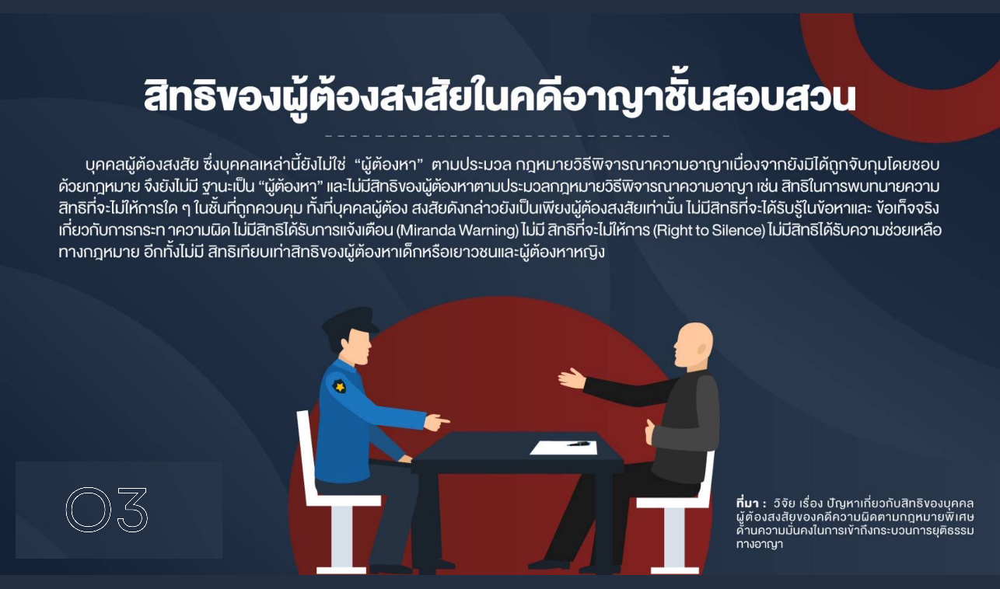 สิทธิของผู้ต้องสงสัยในคดีอาญาชั้นสอบสวน
บุคคลผู้ต้องสงสัย ซึ่งบุคคลเหล่านี้ยังไม่ใช่ “ผู้ต้องหา” ตามประมวล กฎหมายวิธีพิจารณาความอาญาเนื่องจากยังมิได้ถูกจับกุมโดยชอบ
ด้วยกฎหมาย จึงยังไม่มี ฐานะเป็น “ผู้ต้องหา” และไม่มีสิทธิของผู้ต้องหาตามประมวลกฎหมายวิธีพิจารณาความอาญา เช่น สิทธิในการพบทนายความ
สิทธิที่จะไม่ให้การใด ๆ ในชั้นที่ถูกควบคุม ทั้งที่บุคคลผู้ต้อง สงสัยดังกล่าวยังเป็นเพียงผู้ต้องสงสัยเท่านั้น ไม่มีสิทธิที่จะได้รับรู้ในข้อหาและ ข้อเท็จจริง
เกี่ยวกับการกระท าความผิด ไม่มีสิทธิได้รับการแจ้งเตือน (Miranda Warning) ไม่มี สิทธิที่จะไม่ให้การ (Right to Silence) ไม่มีสิทธิได้รับความช่วยเหลือ
ทางกฎหมาย อีกทั้งไม่มี สิทธิเทียบเท่าสิทธิของผู้ต้องหาเด็กหรือเยาวชนและผู้ต้องหาหญิง
03
ที่มา : วิจัย เรื่อง ปัญหาเกี่ยวกับสิทธิของบุคคล
ผู้ต้องสงสัยของคดีความผิดตามกฎหมายพิเศษ
ด้านความมั่นคงในการเข้าถึงกระบวนการยุติธรรม
ทางอาญา